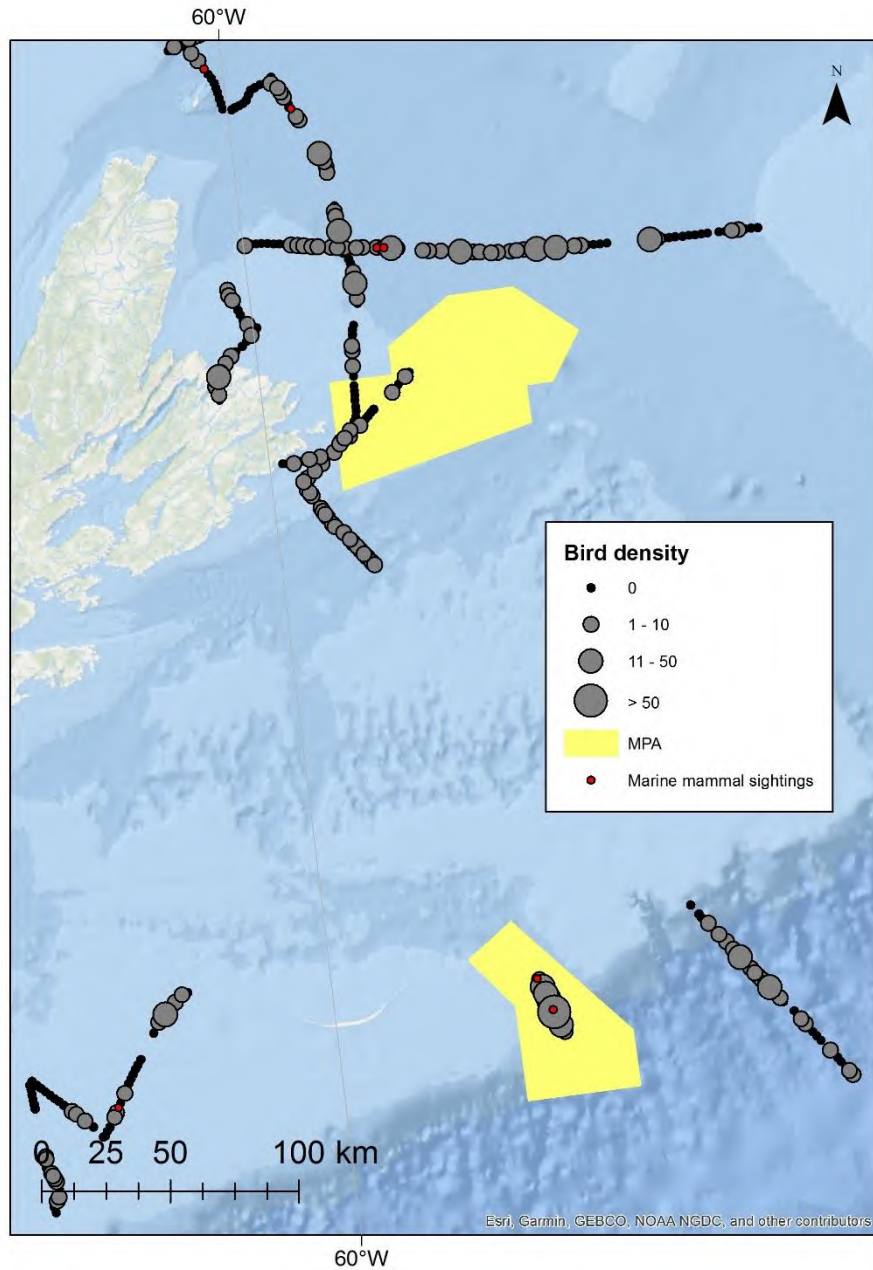 60°W
N
Bird density
0
1 - 10
11 - 50
> 50
MPA
Marine mammal sightings
0 25 50 100 km
Esri, Garmin, GEBCO, NOAA NGDC, and other contributors
60°W